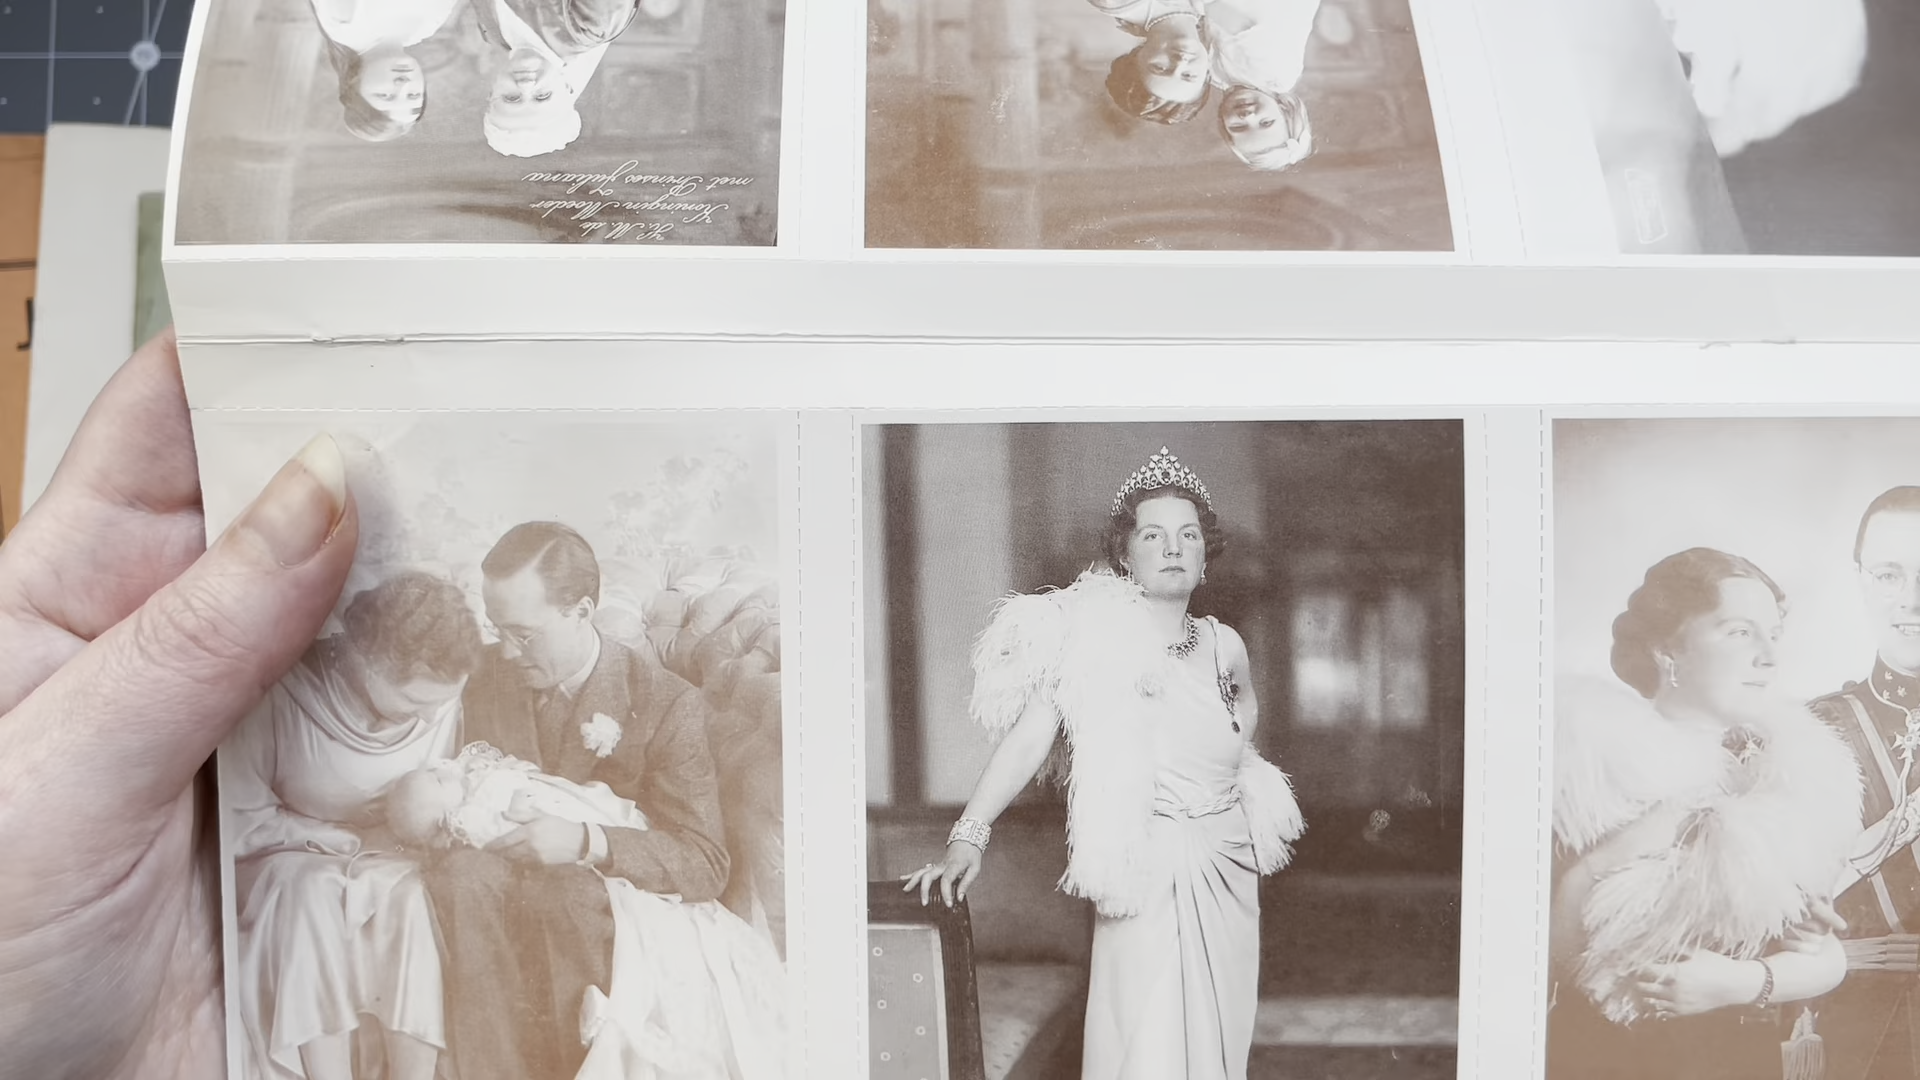 H. M. de
Koningin Moeder
met Prinses Juliana
J